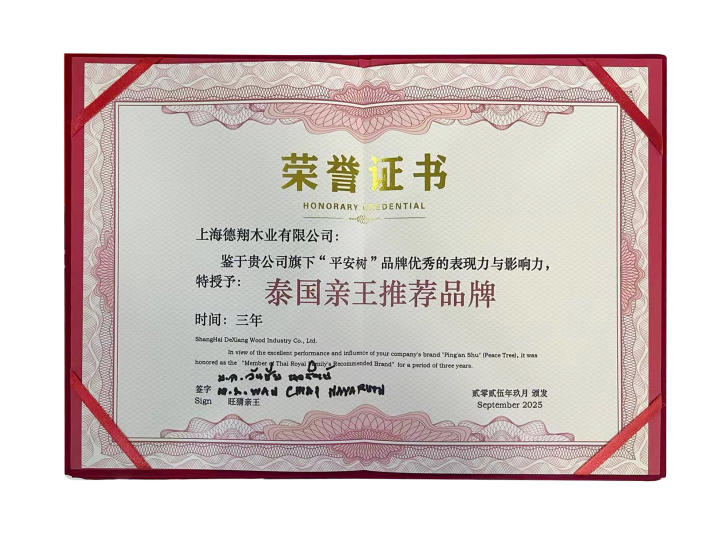 荣誉证书
HONORARY CREDENTIAL
上海德翔木业有限公司：
鉴于贵公司旗下“平安树”品牌优秀的表现力与影响力，
特授予： 泰国亲王推荐品牌
时间：三年
ShangHai DeXiang Wood Industry Co., Ltd.
In view of the excellent performance and influence of your company's brand "Ping'an Shu" (Peace Tree), it was
honored as the "Member of Thai Royal Family's Recommended Brand" for a period of three years.
签字
Sign 旺猜亲王
贰零贰伍年玖月 颁发
September 2025